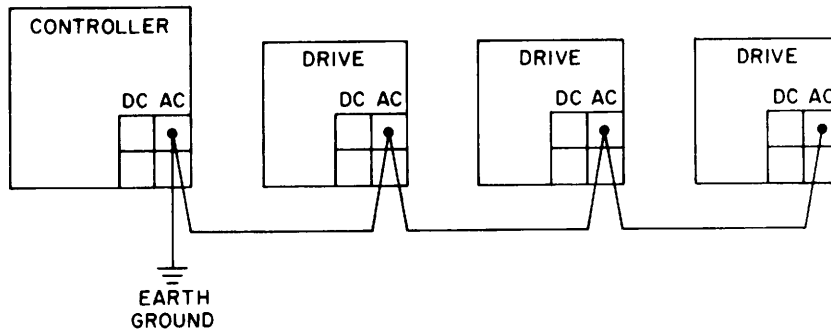 CONTROLLER
DC AC
DRIVE
DC AC
DRIVE
DC AC
DRIVE
DC AC
EARTH
GROUND